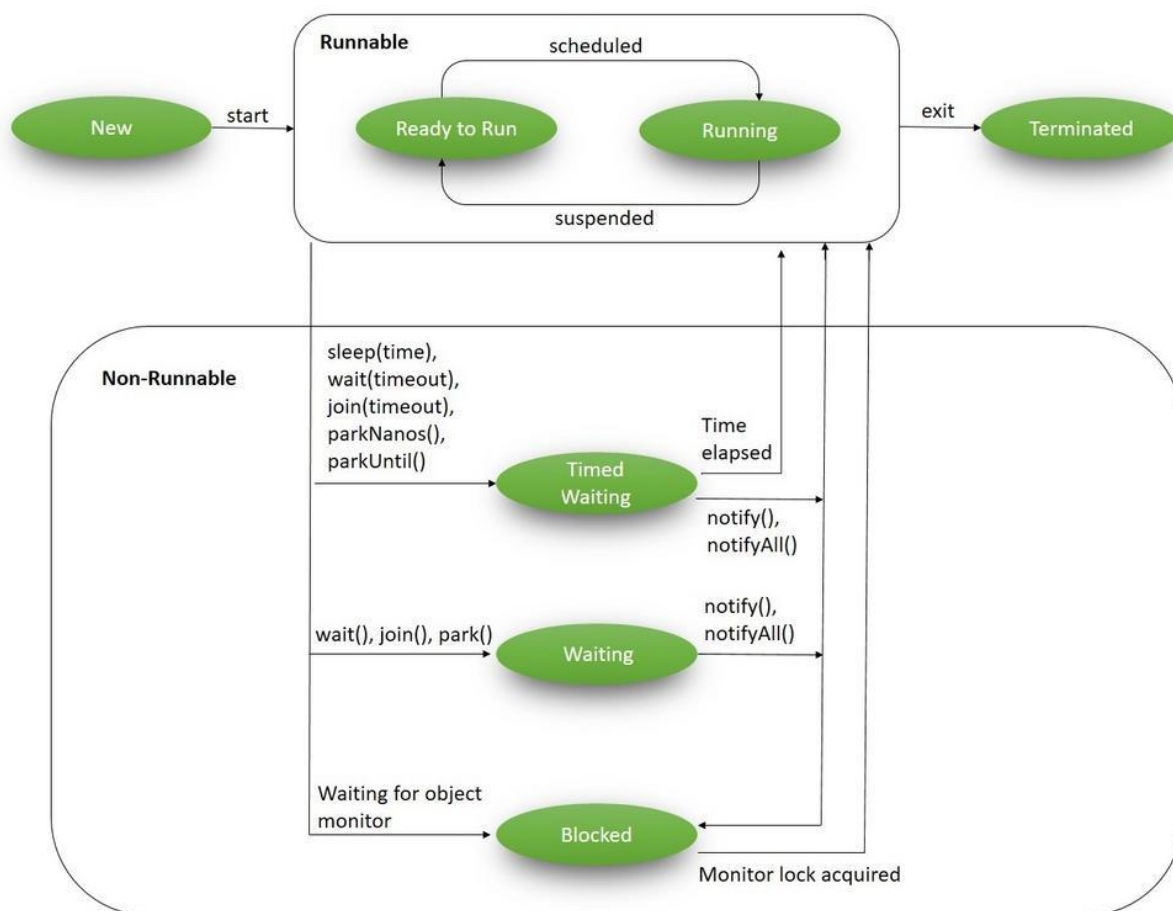 Runnable
scheduled
New
start
Ready to Run
Running
exit
Terminated
suspended
Non-Runnable
sleep(time),
wait(timeout),
join(timeout),
parkNanos(),
parkUntil()
Timed
Waiting
Time
elapsed
notify(),
notifyAll()
wait(), join(), park()
Waiting
notify(),
notifyAll()
Waiting for object
monitor
Blocked
Monitor lock acquired